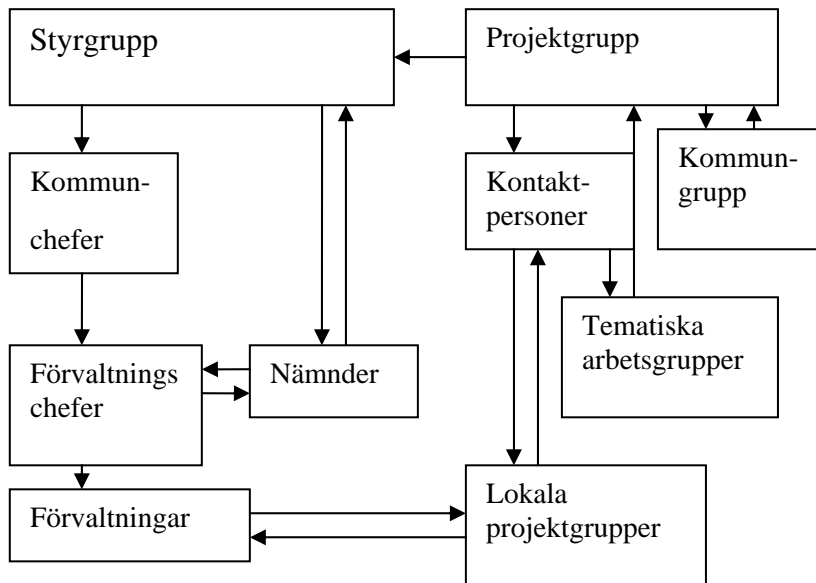 Styrgrupp
Projektgrupp
Kommun-
chefer
Kontakt-
personer
Kommun-
grupp
Tematiska
arbetsgrupper
Förvaltnings
chefer
Nämnder
Förvaltningar
Lokala
projektgrupper